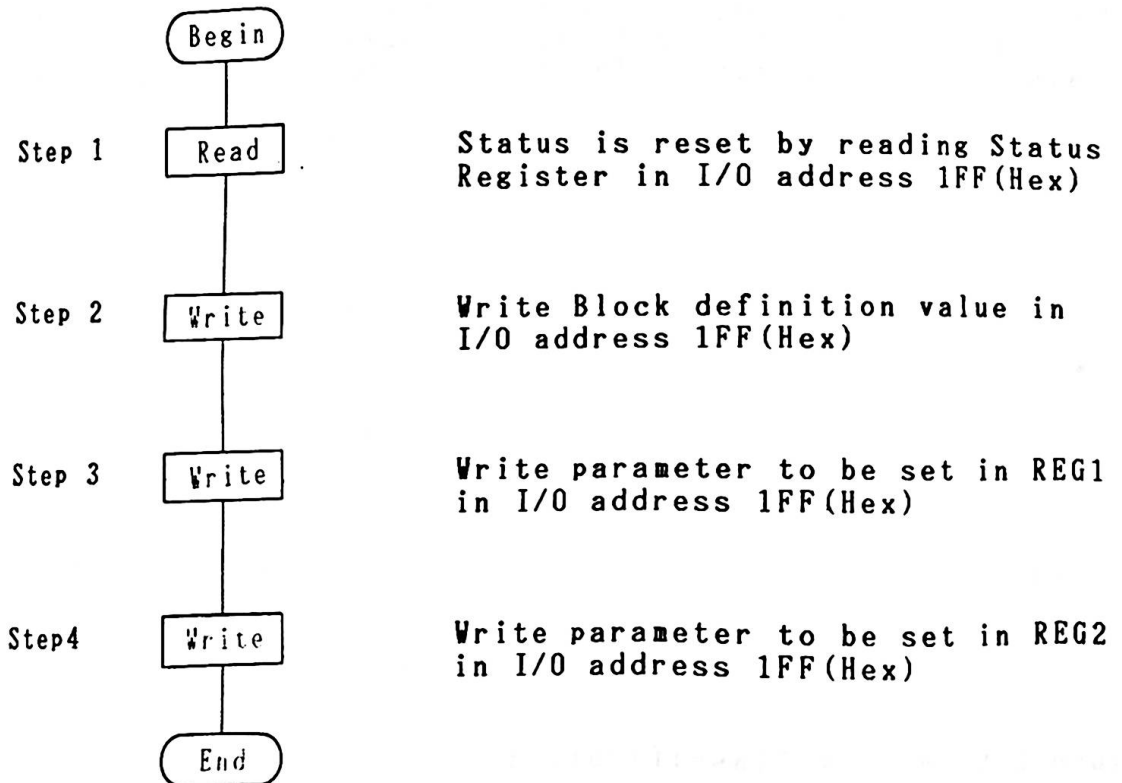 Begin
Step 1
Read
Status is reset by reading Status
Register in I/O address 1FF(Hex)
Step 2
Write
Write Block definition value in
I/O address 1FF(Hex)
Step 3
Write
Write parameter to be set in REG1
in I/O address 1FF(Hex)
Step4
Write
Write parameter to be set in REG2
in I/O address 1FF(Hex)
End